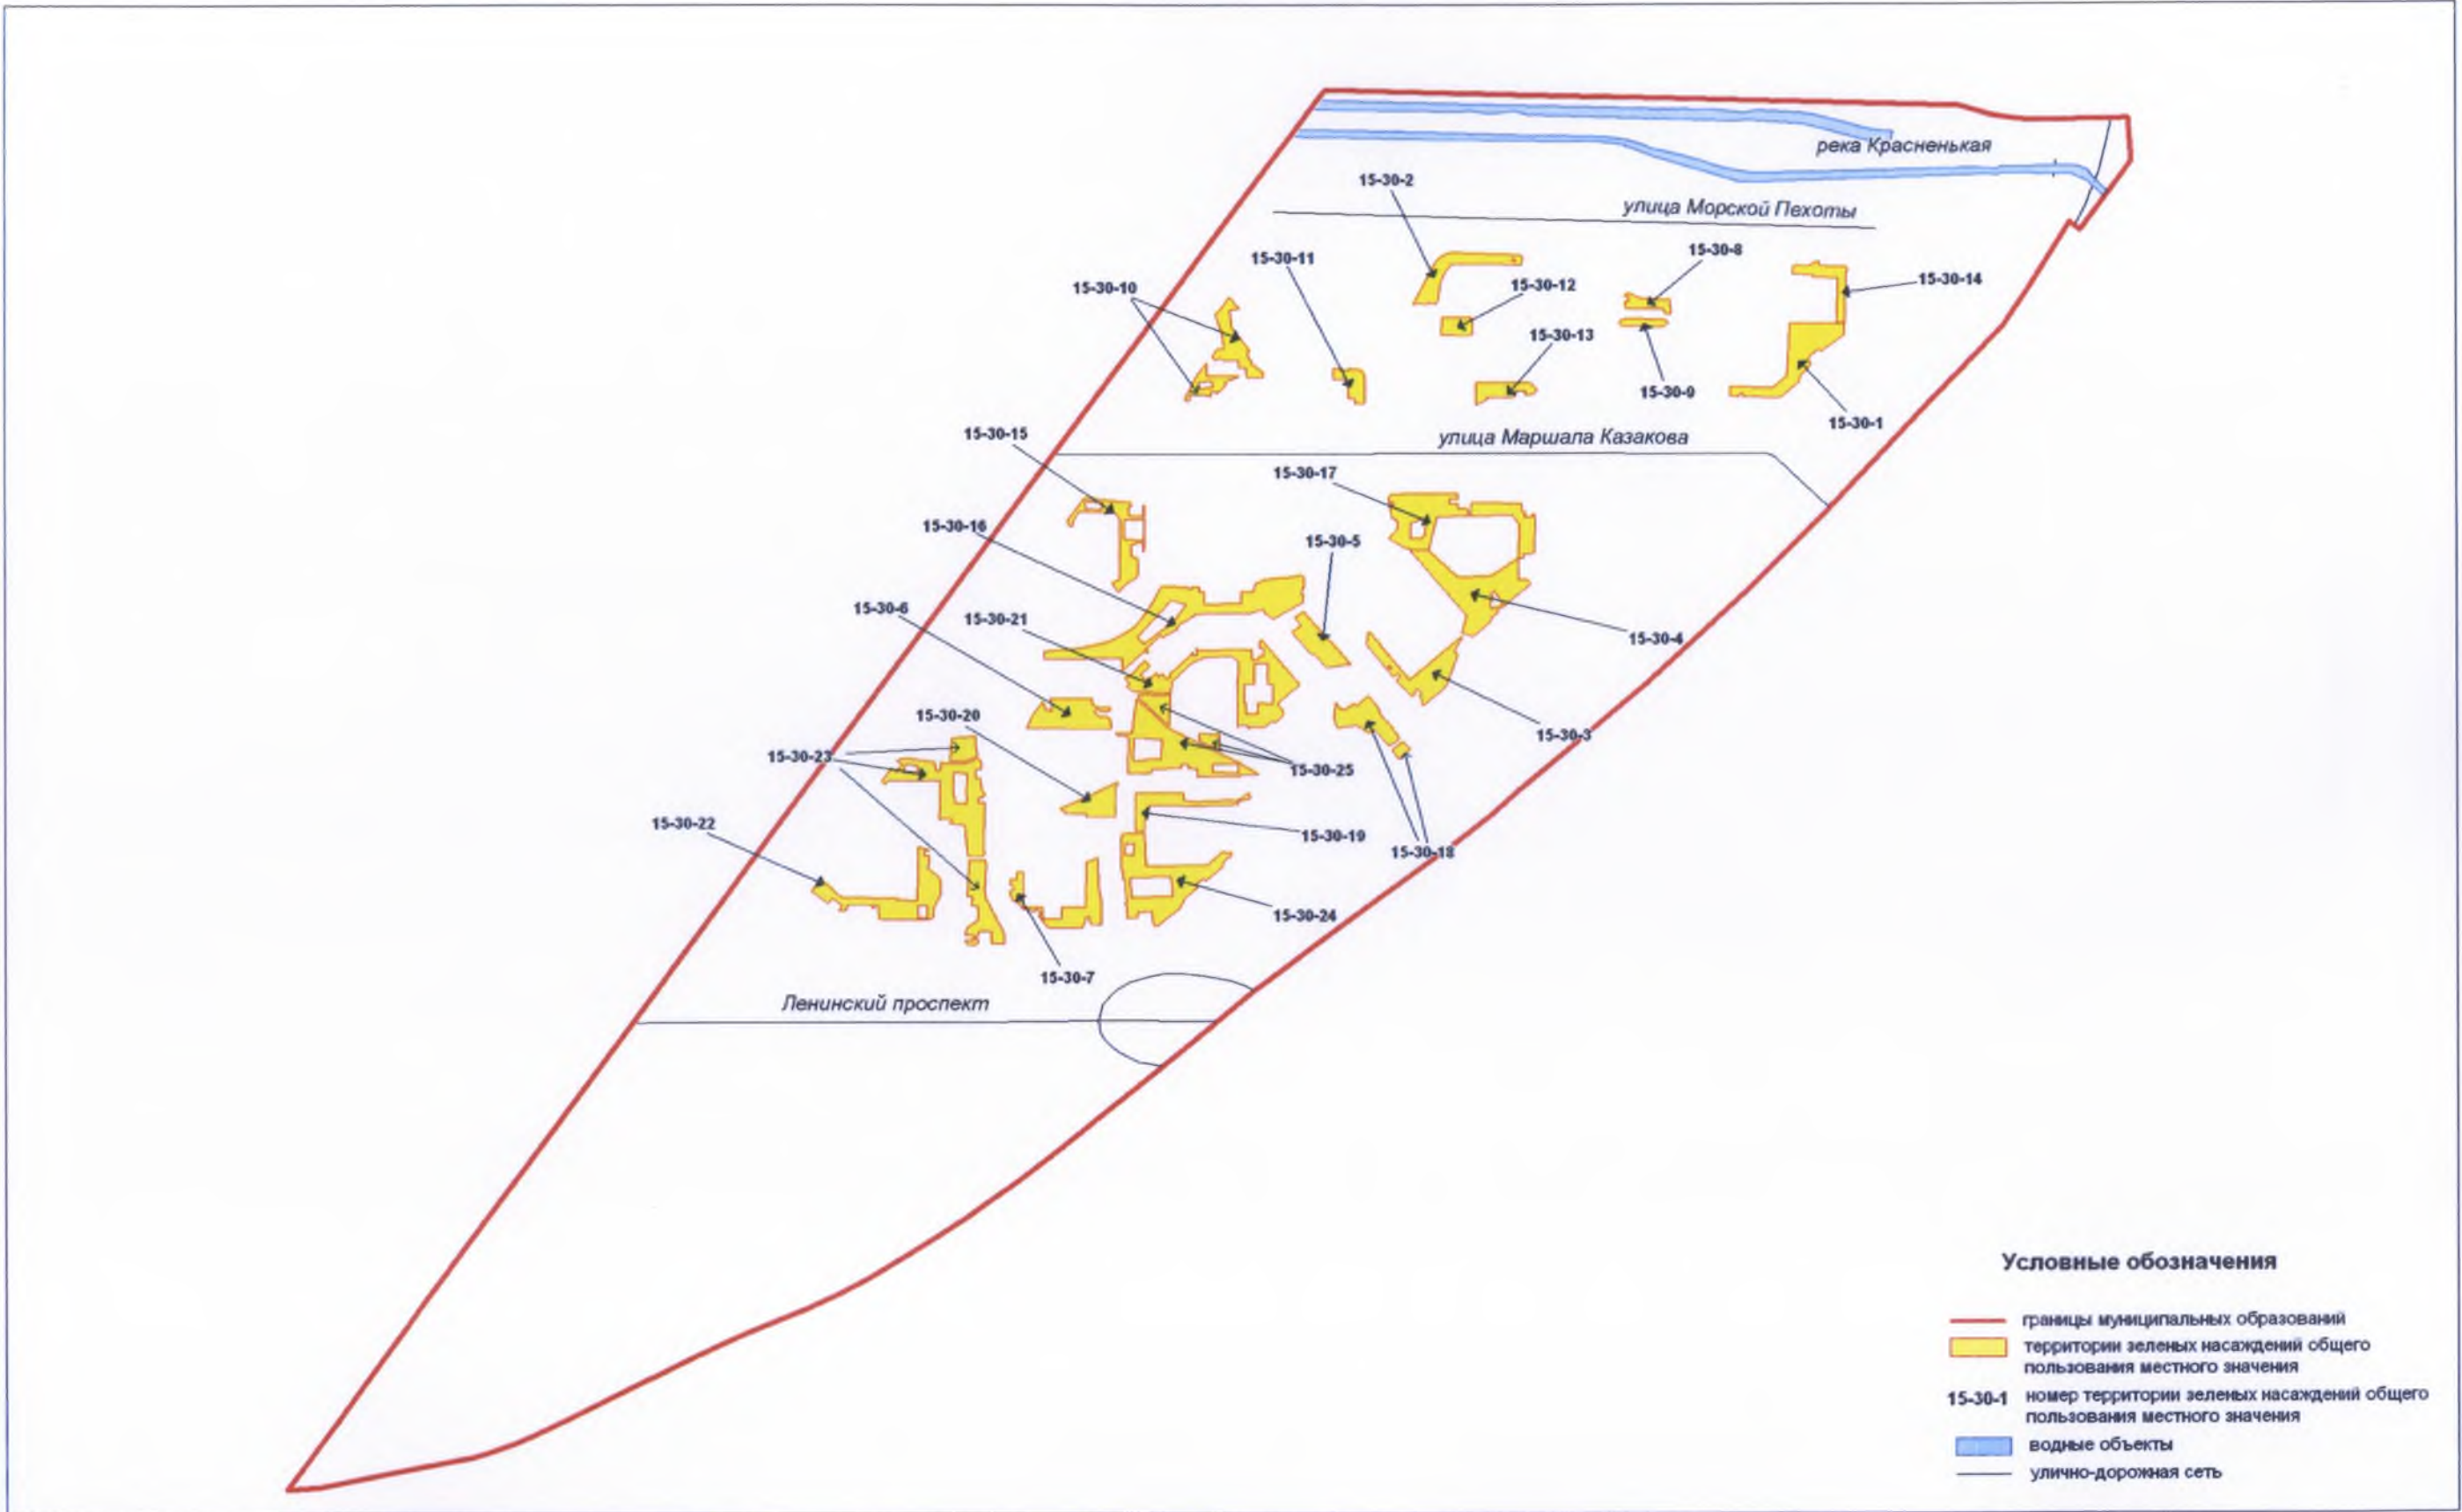 река Красненькая
15-30-2
улица Морской Пехоты
15-30-8
15-30-11
15-30-14
15-30-10
15-30-12
15-30-13
15-30-9
15-30-1
15-30-15
улица Маршала Казакова
15-30-17
15-30-16
15-30-5
15-30-6
15-30-21
15-30-4
15-30-20
15-30-3
15-30-23
15-30-25
15-30-22
15-30-19
15-30-18
15-30-24
15-30-7
Ленинский проспект
Условные обозначения
границы муниципальных образований
территории зеленых насаждений общего
пользования местного значения
15-30-1 номер территории зеленых насаждений общего
пользования местного значения
водные объекты
улично-дорожная сеть